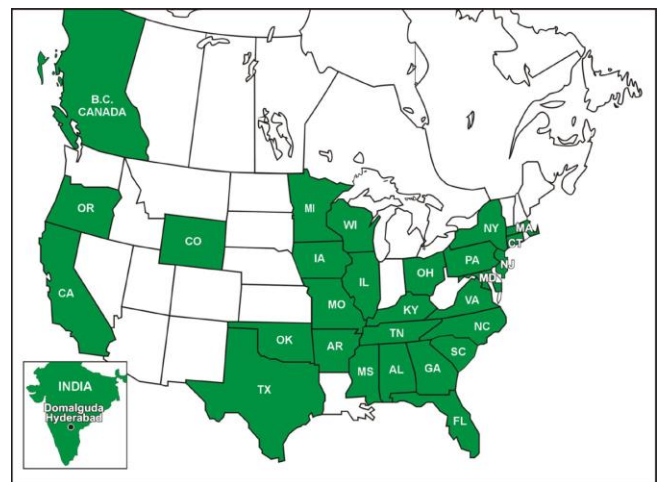 B.C.
CANADA
OR
CA
CO
MI
WI
IA
IL
MO
OH
KY
NY
MA
CT
PA
NJ
MD
VA
NC
TN
OK
AR
SC
MS
AL
GA
TX
FL
INDIA
Domalguda
Hyderabad